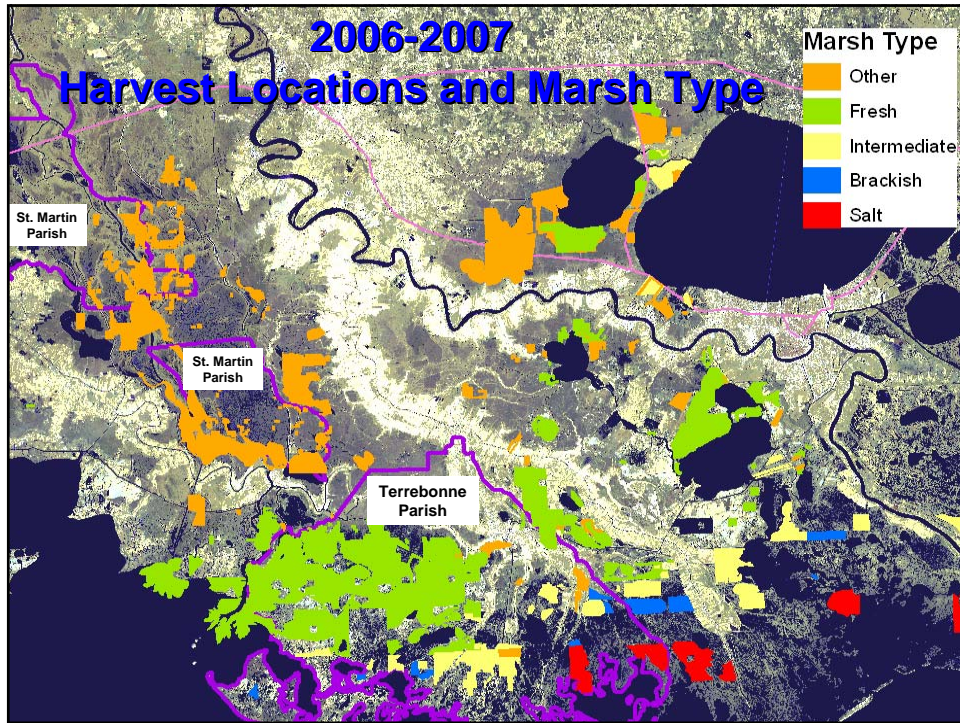 2006-2007
Harvest Locations and Marsh Type
Marsh Type
Other
Fresh
Intermediate
Brackish
Salt
St. Martin
Parish
St. Martin
Parish
Terrebonne
Parish